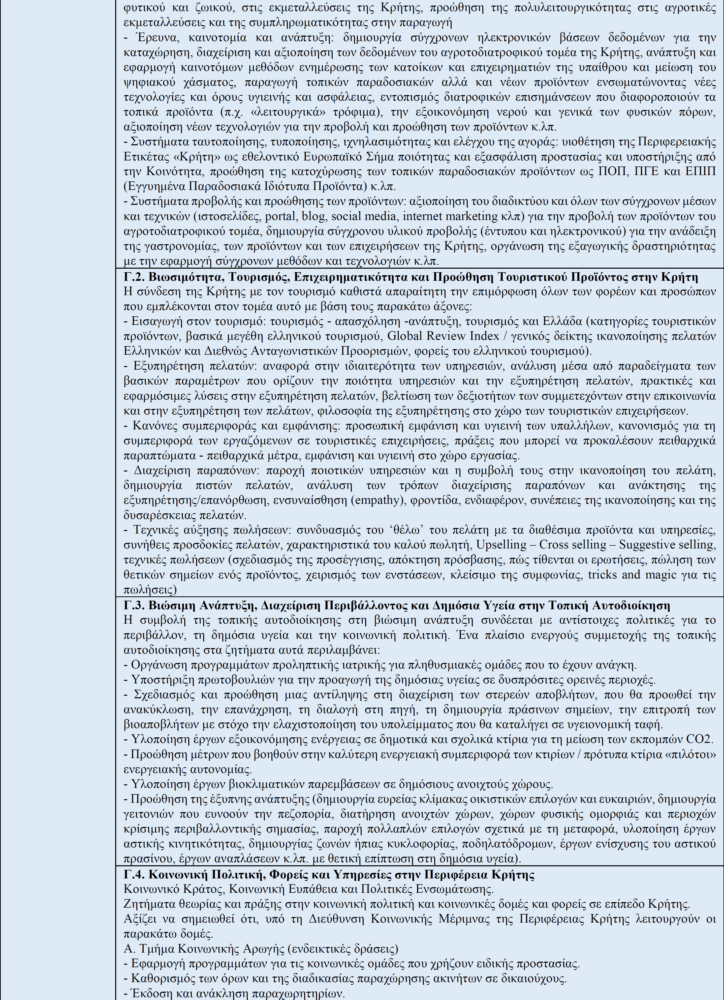 φυτικού και ζωικού, στις εκμεταλλεύσεις της Κρήτης, προώθηση της πολυλειτουργικότητας στις αγροτικές
εκμεταλλεύσεις και της συμπληρωματικότητας στην παραγωγή
- Έρευνα, καινοτομία και ανάπτυξη: δημιουργία σύγχρονων ηλεκτρονικών βάσεων δεδομένων για την
καταχώρηση, διαχείριση και αξιοποίηση των δεδομένων του αγροτοδιατροφικού τομέα της Κρήτης, ανάπτυξη και
εφαρμογή καινοτόμων μεθόδων ενημέρωσης των κατοίκων και επιχειρηματιών της υπαίθρου και μείωση του
ψηφιακού χάσματος, παραγωγή τοπικών παραδοσιακών αλλά και νέων προϊόντων ενσωματώνοντας νέες
τεχνολογίες και όρους υγιεινής και ασφάλειας, εντοπισμός διατροφικών επισημάνσεων που διαφοροποιούν τα
τοπικά προϊόντα (π.χ. «λειτουργικά» τρόφιμα), την εξοικονόμηση νερού και γενικά των φυσικών πόρων,
αξιοποίηση νέων τεχνολογιών για την προβολή και προώθηση των προϊόντων κ.λπ.
- Συστήματα ταυτοποίησης, τυποποίησης, ιχνηλασιμότητας και ελέγχου της αγοράς: υιοθέτηση της Περιφερειακής
Ετικέτας «Κρήτη» ως εθελοντικό Ευρωπαϊκό Σήμα ποιότητας και εξασφάλιση προστασίας και υποστήριξης από
την Κοινότητα, προώθηση της κατοχύρωσης των τοπικών παραδοσιακών προϊόντων ως ΠΟΠ, ΠΓΕ και ΕΠΙΠ
(Εγγυημένα Παραδοσιακά Ιδιότυπα Προϊόντα) κ.λπ.
- Συστήματα προβολής και προώθησης των προϊόντων: αξιοποίηση του διαδικτύου και όλων των σύγχρονων μέσων
και τεχνικών (ιστοσελίδες, portal, blog, social media, internet marketing κλπ) για την προβολή των προϊόντων του
αγροτοδιατροφικού τομέα, δημιουργία σύγχρονου υλικού προβολής (έντυπου και ηλεκτρονικού) για την ανάδειξη
της γαστρονομίας, των προϊόντων και των επιχειρήσεων της Κρήτης, οργάνωση της εξαγωγικής δραστηριότητας
με την εφαρμογή σύγχρονων μεθόδων και τεχνολογιών κ.λπ.
Γ.2. Βιωσιμότητα, Τουρισμός, Επιχειρηματικότητα και Προώθηση Τουριστικού Προϊόντος στην Κρήτη
Η σύνδεση της Κρήτης με τον τουρισμό καθιστά απαραίτητη την επιμόρφωση όλων των φορέων και προσώπων
που εμπλέκονται στον τομέα αυτό με βάση τους παρακάτω άξονες:
- Εισαγωγή στον τουρισμό: τουρισμός - απασχόληση -ανάπτυξη, τουρισμός και Ελλάδα (κατηγορίες τουριστικών
προϊόντων, βασικά μεγέθη ελληνικού τουρισμού, Global Review Index / γενικός δείκτης ικανοποίησης πελατών
Ελληνικών και Διεθνώς Ανταγωνιστικών Προορισμών, φορείς του ελληνικού τουρισμού).
- Εξυπηρέτηση πελατών: αναφορά στην ιδιαιτερότητα των υπηρεσιών, ανάλυση μέσα από παραδείγματα των
βασικών παραμέτρων που ορίζουν την ποιότητα υπηρεσιών και την εξυπηρέτηση πελατών, πρακτικές και
εφαρμόσιμες λύσεις στην εξυπηρέτηση πελατών, βελτίωση των δεξιοτήτων των συμμετεχόντων στην επικοινωνία
και στην εξυπηρέτηση των πελάτων, φιλοσοφία της εξυπηρέτησης στο χώρο των τουριστικών επιχειρήσεων.
- Κανόνες συμπεριφοράς και εμφάνισης: προσωπική εμφάνιση και υγιεινή των υπαλλήλων, κανονισμός για τη
συμπεριφορά των εργαζόμενων σε τουριστικές επιχειρήσεις, πράξεις που μπορεί να προκαλέσουν πειθαρχικά
παραπτώματα - πειθαρχικά μέτρα, εμφάνιση και υγιεινή στο χώρο εργασίας.
- Διαχείριση παραπόνων: παροχή ποιοτικών υπηρεσιών και η συμβολή τους στην ικανοποίηση του πελάτη,
δημιουργία πιστών πελατών, ανάλυση των τρόπων διαχείρισης παραπόνων και ανάκτησης της
εξυπηρέτησης/επανόρθωση, ενσυναίσθηση (empathy), φροντίδα, ενδιαφέρον, συνέπειες της ικανοποίησης και της
δυσαρέσκειας πελατών.
- Τεχνικές αύξησης πωλήσεων: συνδυασμός του ‘θέλω’ του πελάτη με τα διαθέσιμα προϊόντα και υπηρεσίες,
συνήθεις προσδοκίες πελατών, χαρακτηριστικά του καλού πωλητή, Upselling – Cross selling – Suggestive selling,
τεχνικές πωλήσεων (σχεδιασμός της προσέγγισης, απόκτηση πρόσβασης, πώς τίθενται οι ερωτήσεις, πώληση των
θετικών σημείων ενός προϊόντος, χειρισμός των ενστάσεων, κλείσιμο της συμφωνίας, tricks and magic για τις
πωλήσεις)
Γ.3. Βιώσιμη Ανάπτυξη, Διαχείριση Περιβάλλοντος και Δημόσια Υγεία στην Τοπική Αυτοδιοίκηση
Η συμβολή της τοπικής αυτοδιοίκησης στη βιώσιμη ανάπτυξη συνδέεται με αντίστοιχες πολιτικές για το
περιβάλλον, τη δημόσια υγεία και την κοινωνική πολιτική. Ένα πλαίσιο ενεργούς συμμετοχής της τοπικής
αυτοδιοίκησης στα ζητήματα αυτά περιλαμβάνει:
- Οργάνωση προγραμμάτων προληπτικής ιατρικής για πληθυσμιακές ομάδες που το έχουν ανάγκη.
- Υποστήριξη πρωτοβουλιών για την προαγωγή της δημόσιας υγείας σε δυσπρόσιτες ορεινές περιοχές.
- Σχεδιασμός και προώθηση μιας αντίληψης στη διαχείριση των στερεών αποβλήτων, που θα προωθεί την
ανακύκλωση, την επανάχρηση, τη διαλογή στη πηγή, τη δημιουργία πράσινων σημείων, την επιτροπή των
βιοαποβλήτων με στόχο την ελαχιστοποίηση του υπολείμματος που θα καταλήγει σε υγειονομική ταφή.
- Υλοποίηση έργων εξοικονόμησης ενέργειας σε δημοτικά και σχολικά κτίρια για τη μείωση των εκπομπών CO2.
- Προώθηση μέτρων που βοηθούν στην καλύτερη ενεργειακή συμπεριφορά των κτιρίων / πρότυπα κτίρια «πιλότοι»
ενεργειακής αυτονομίας.
- Υλοποίηση έργων βιοκλιματικών παρεμβάσεων σε δημόσιους ανοιχτούς χώρους.
- Προώθηση της έξυπνης ανάπτυξης (δημιουργία ευρείας κλίμακας οικιστικών επιλογών και ευκαιριών, δημιουργία
γειτονιών που ευνοούν την πεζοπορία, διατήρηση ανοιχτών χώρων, χώρων φυσικής ομορφιάς και περιοχών
κρίσιμης περιβαλλοντικής σημασίας, παροχή πολλαπλών επιλογών σχετικά με τη μεταφορά, υλοποίηση έργων
αστικής κινητικότητας, δημιουργίας ζωνών ήπιας κυκλοφορίας, ποδηλατόδρομων, έργων ενίσχυσης του αστικού
πρασίνου, έργων αναπλάσεων κ.λπ. με θετική επίπτωση στη δημόσια υγεία).
Γ.4. Κοινωνική Πολιτική, Φορείς και Υπηρεσίες στην Περιφέρεια Κρήτης
Κοινωνικό Κράτος, Κοινωνική Ευπάθεια και Πολιτικές Ενσωμάτωσης.
Ζητήματα θεωρίας και πράξης στην κοινωνική πολιτική και κοινωνικές δομές και φορείς σε επίπεδο Κρήτης.
Αξίζει να σημειωθεί ότι, υπό τη Διεύθυνση Κοινωνικής Μέριμνας της Περιφέρειας Κρήτης λειτουργούν οι
παρακάτω δομές.
Α. Τμήμα Κοινωνικής Αρωγής (ενδεικτικές δράσεις)
- Εφαρμογή προγραμμάτων για τις κοινωνικές ομάδες που χρήζουν ειδικής προστασίας.
- Καθορισμός των όρων και της διαδικασίας παραχώρησης ακινήτων σε δικαιούχους.
- Έκδοση και ανάκληση παραχωρητηρίων.